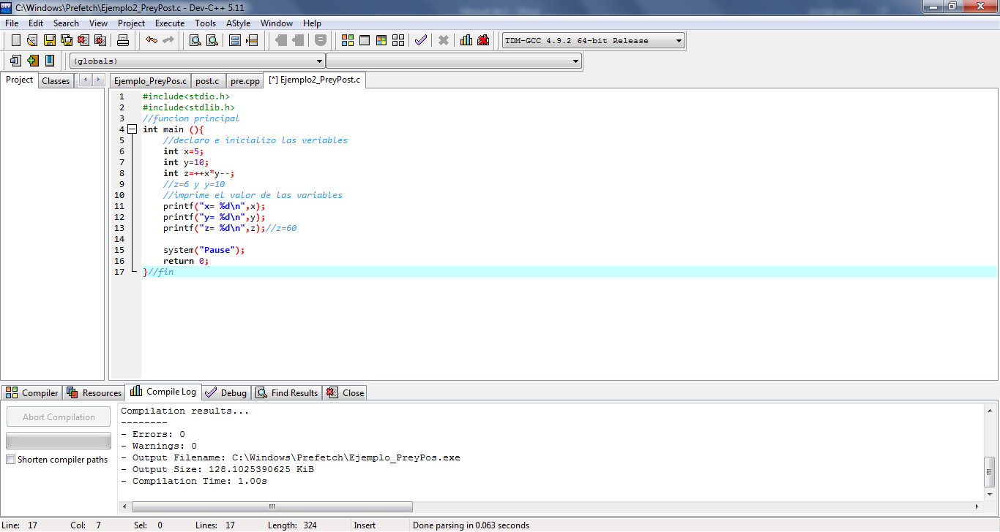 C:\Windows\Prefetch\Ejemplo2_PreyPost.c - Dev-C++ 5.11
File Edit Search View Project Execute Tools AStyle Window Help
TDM-GCC 4.9.2 64-bit Release
(globals)
Project Classes Ejemplo_PreyPos.c post.c pre.cpp [*] Ejemplo2_PreyPost.c
1 #include<stdio.h>
2 #include<stdlib.h>
3 //funcion principal
4 int main (){
5 //declaro e inicializo las veriables
6 int x=5;
7 int y=10;
8 int z=++x*y--;
9 //z=6 y y=10
10 //imprime el valor de las variables
11 printf("x= %d\n",x);
12 printf("y= %d\n",y);
13 printf("z= %d\n",z);//z=60
14
15 system("Pause");
16 return 0;
17 }//fin
Compiler Resources Compile Log Debug Find Results Close
Abort Compilation
Shorten compiler paths
Compilation results...
--------
- Errors: 0
- Warnings: 0
- Output Filename: C:\Windows\Prefetch\Ejemplo_PreyPos.exe
- Output Size: 128.1025390625 KiB
- Compilation Time: 1.00s
Line: 17 Col: 7 Sel: 0 Lines: 17 Length: 324 Insert Done parsing in 0.063 seconds